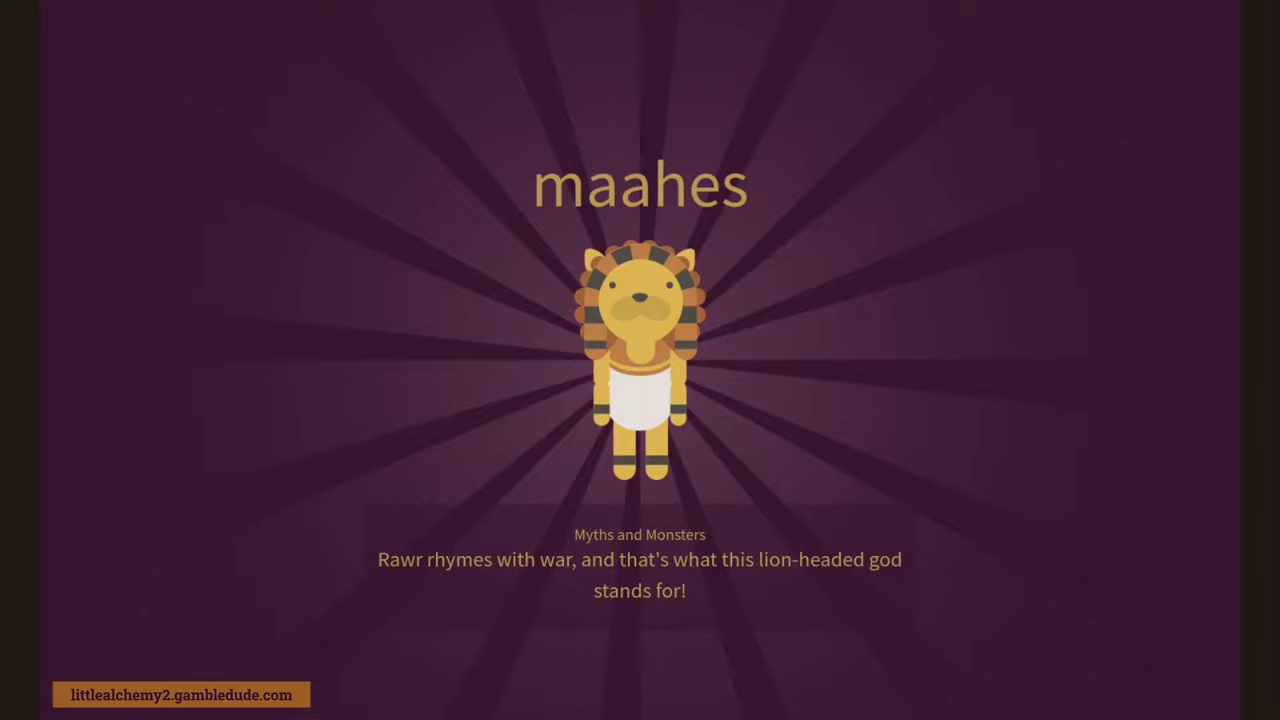 maahes
Myths and Monsters
Rawr rhymes with war, and that's what this lion-headed god
stands for!
littlealchemy2.gambledude.com